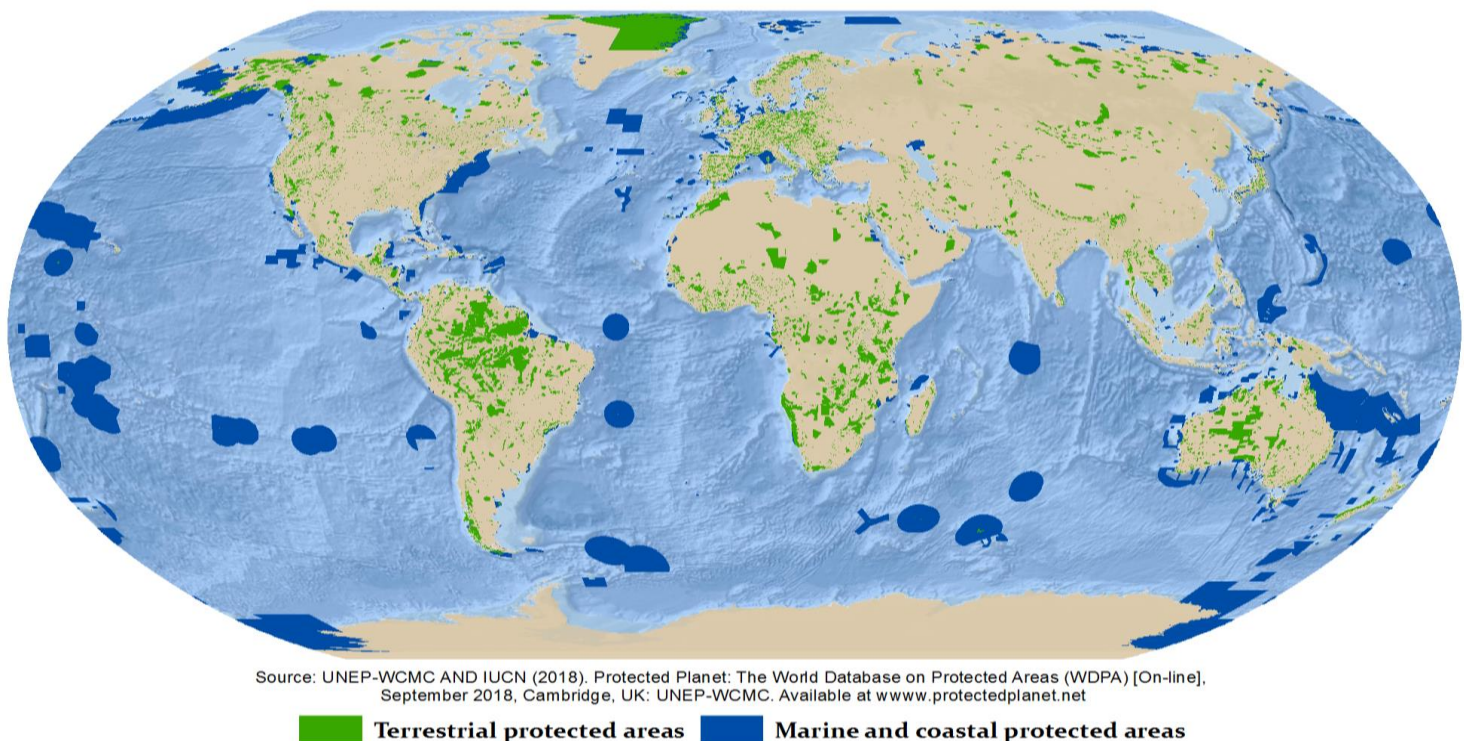 Source: UNEP-WCMC AND IUCN (2018). Protected Planet: The World Database on Protected Areas (WDPA) [On-line],
September 2018, Cambridge, UK: UNEP-WCMC. Available at wwww.protectedplanet.net
Terrestrial protected areas Marine and coastal protected areas